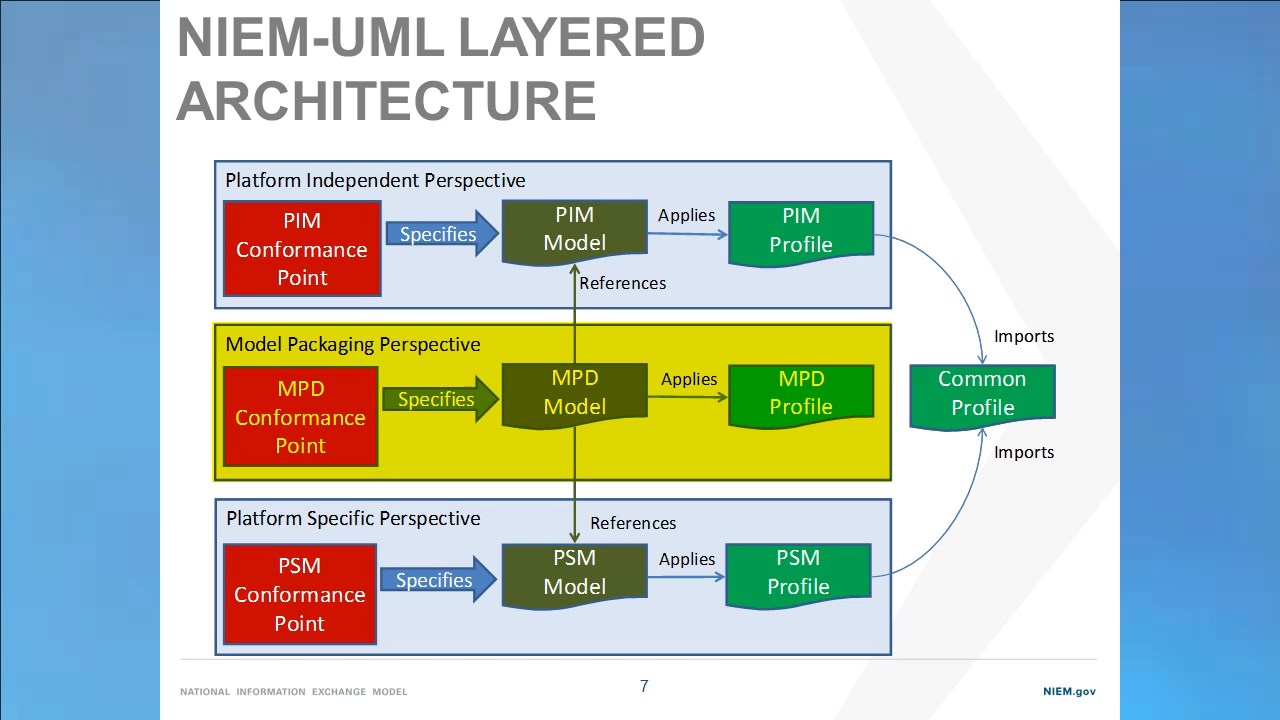 NIEM-UML LAYERED
ARCHITECTURE
Platform Independent Perspective
PIM
Conformance
Point
Specifies
PIM
Model
Applies
PIM
Profile
References
Imports
Model Packaging Perspective
MPD
Conformance
Point
Specifies
MPD
Model
Applies
MPD
Profile
Common
Profile
Imports
Platform Specific Perspective
References
PSM
Conformance
Point
Specifies
PSM
Model
Applies
PSM
Profile
NATIONAL INFORMATION EXCHANGE MODEL
7
NIEM.gov